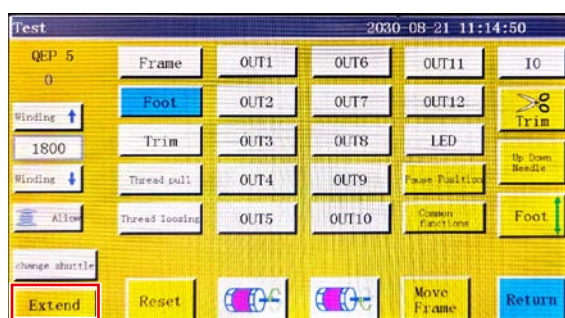 Test 2030-08-21 11:14:50
QEP 5
0
Frame OUT1 OUT6 OUT11 IO
Winding Foot OUT2 OUT7 OUT12 Trim
1800 Trim OUT3 OUT8 LED Up Down
Needle
Winding Thread pull OUT4 OUT9 Pause Position
Allow Thread loosing OUT5 OUT10 Common
functions Foot
change shuttle
Extend Reset Move
Frame Return